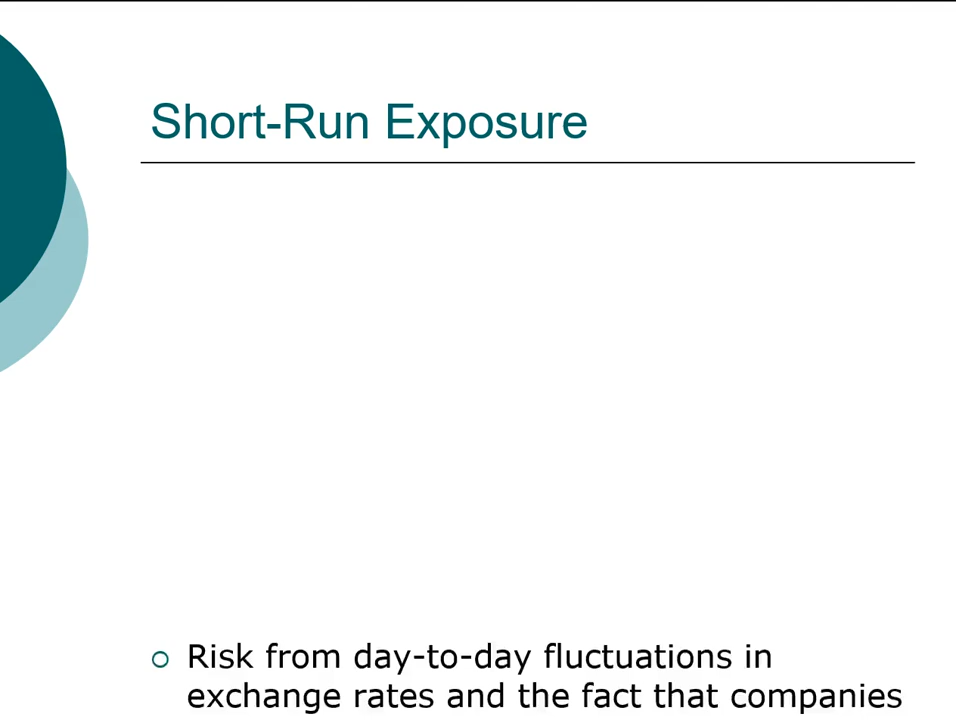 Short-Run Exposure
Risk from day-to-day fluctuations in
exchange rates and the fact that companies